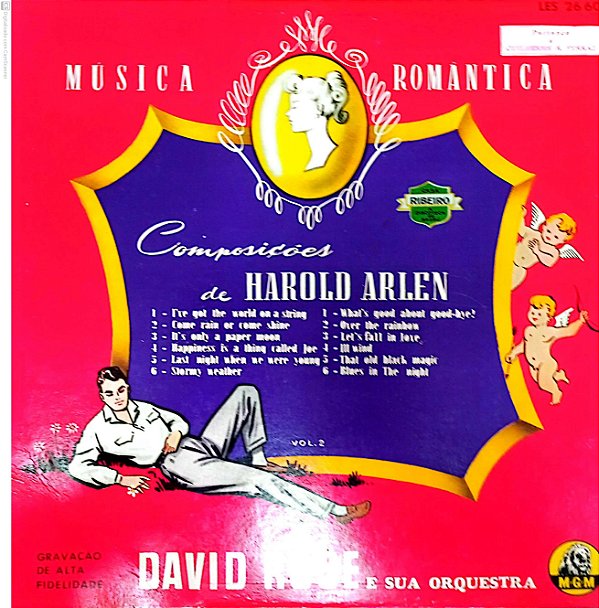 LES 26 60
MÚSICA ROMÂNTICA
RIBEIRO
Composições
de HAROLD ARLEN
1 - I've got the world on a string
2 - Come rain or come shine
3 - It's only a paper moon
4 - Happiness is a thing called joe
5 - Last night when we were young
6 - Stormy weather
1 - What's good about good-bye?
2 - Over the rainbow
3 - Let's fall in love
4 - Ill wind
5 - That old black magic
6 - Blues in The night
VOL. 2
GRAVAÇÃO
DE ALTA
FIDELIDADE
DAVID E SUA ORQUESTRA
M-G-M